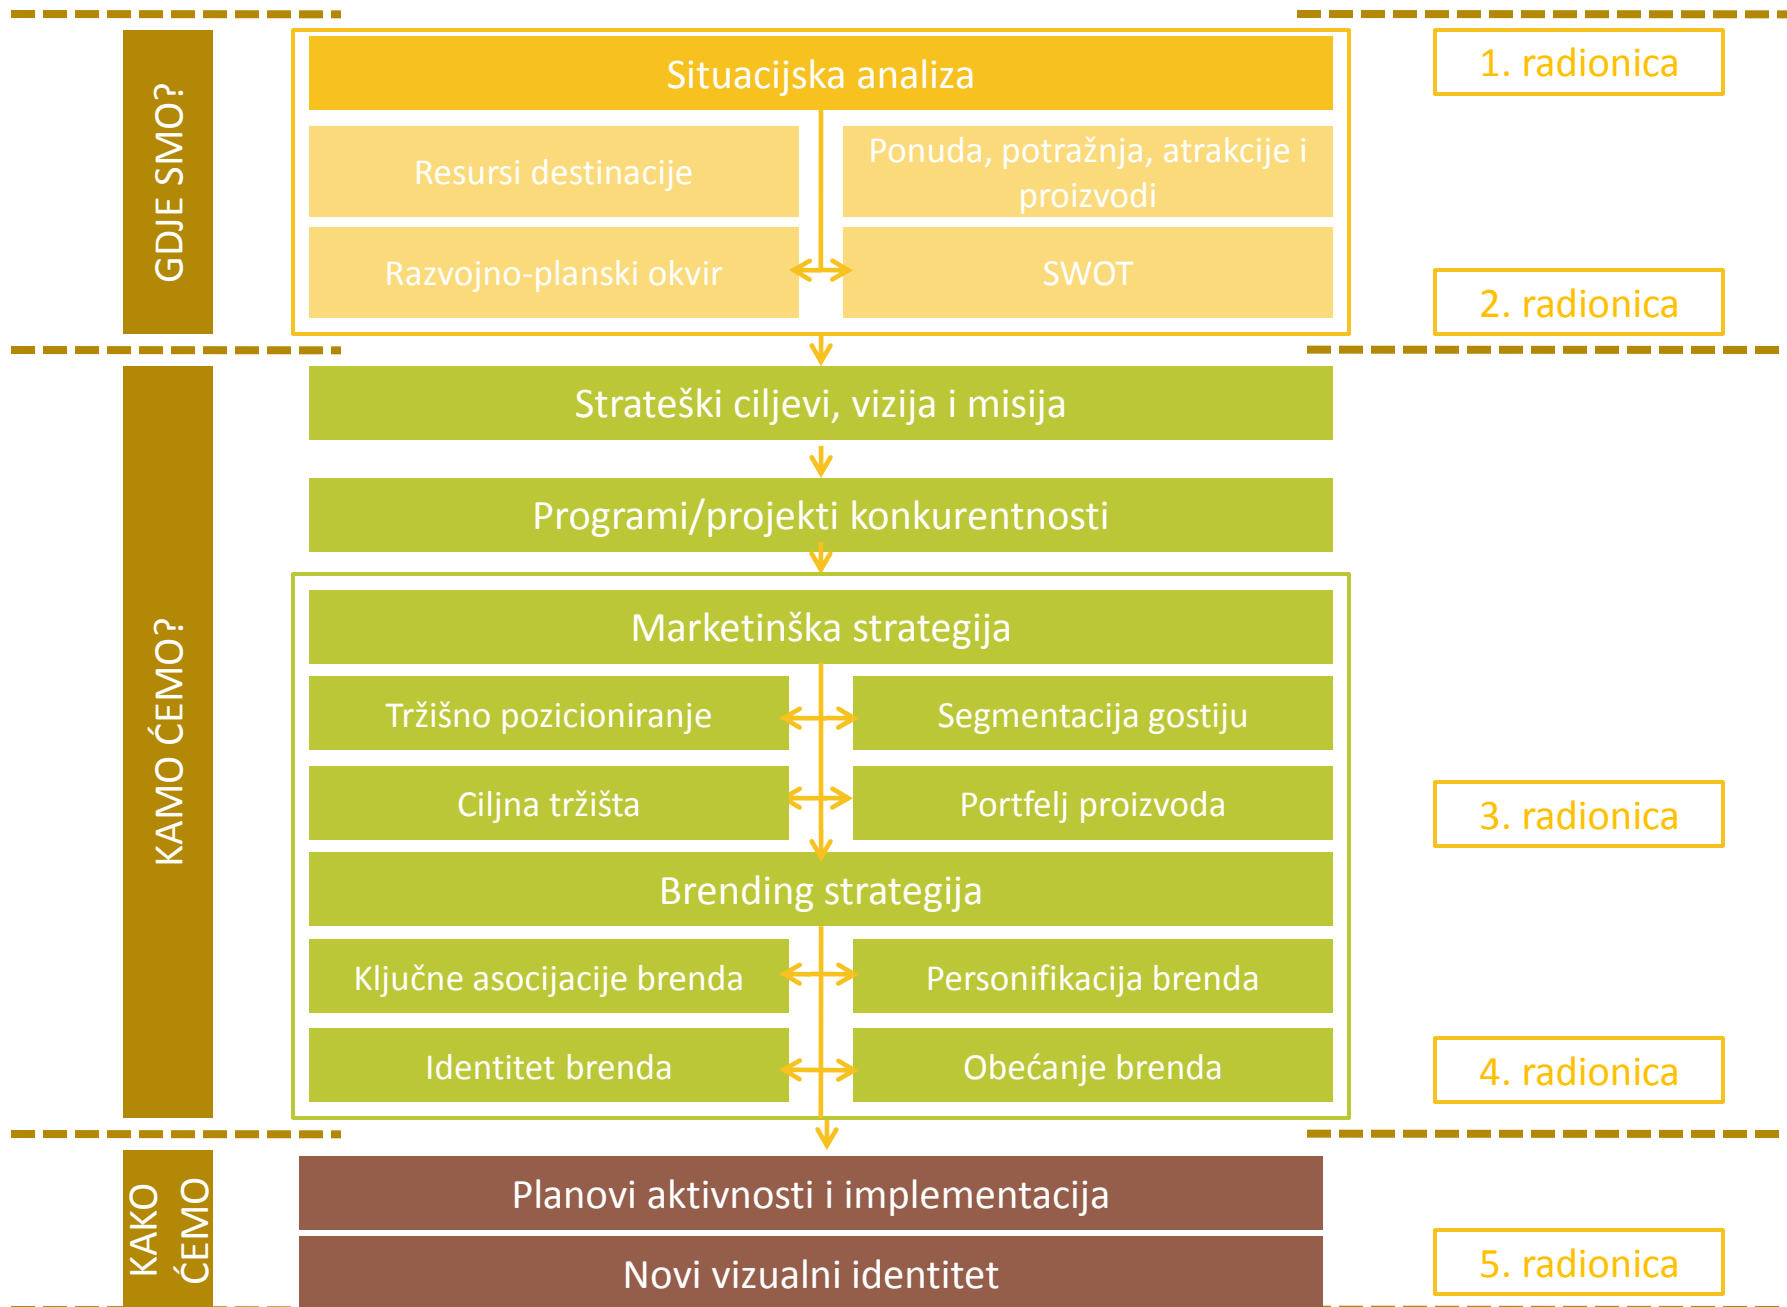 GDJE SMO?
Situacijska analiza
1. radionica
Resursi destinacije
Ponuda, potražnja, atrakcije i
proizvodi
Razvojno-planski okvir
SWOT
2. radionica
KAMO ĆEMO?
Strateški ciljevi, vizija i misija
Programi/projekti konkurentnosti
Marketinška strategija
Tržišno pozicioniranje
Segmentacija gostiju
Ciljna tržišta
Portfelj proizvoda
3. radionica
Brending strategija
Ključne asocijacije brenda
Personifikacija brenda
Identitet brenda
Obećanje brenda
4. radionica
KAKO
ĆEMO
Planovi aktivnosti i implementacija
Novi vizualni identitet
5. radionica